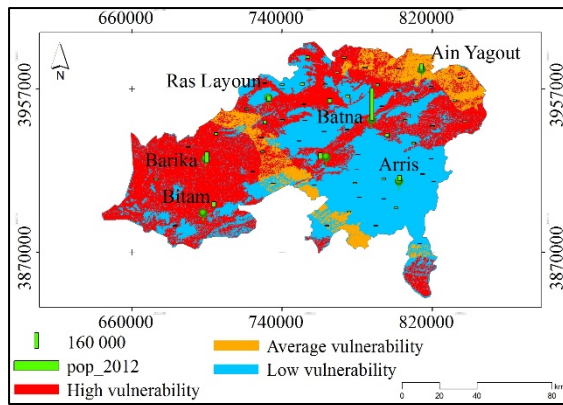 660000 740000 820000
N
Ain Yagout
3957000 Ras Layoun 3957000
Batna
Barika Arris
Bitam
3870000 3870000
660000 740000 820000
160 000 Average vulnerability
pop_2012 Low vulnerability
High vulnerability
0 20 40 80
km